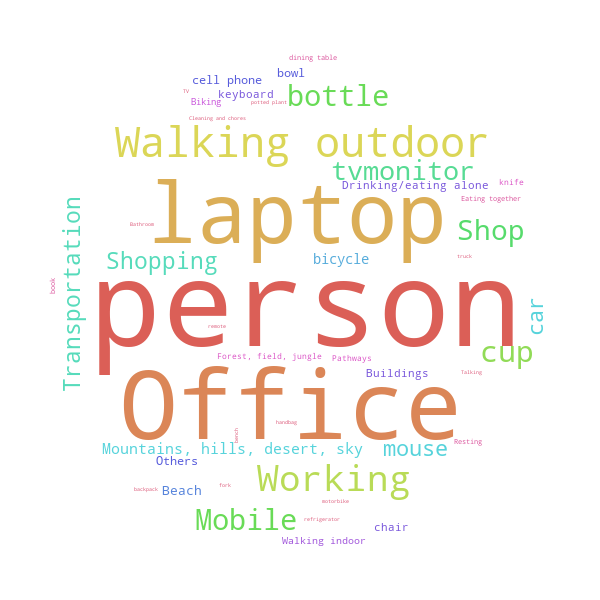 dining table
bowl
cell phone
TV
keyboard
bottle
Biking
potted plant
Cleaning and chores
Walking outdoor
tvmonitor
Drinking/eating alone
knife
laptop
Eating together
Transportation
Bathroom
Shop
Shopping
bicycle
truck
book
person
car
remote
Forest, field, jungle
Pathways
cup
Buildings
Talking
Office
handbag
bench
Resting
Mountains, hills, desert, sky
mouse
Others
Working
backpack
Beach
fork
motorbike
Mobile
refrigerator
chair
Walking indoor